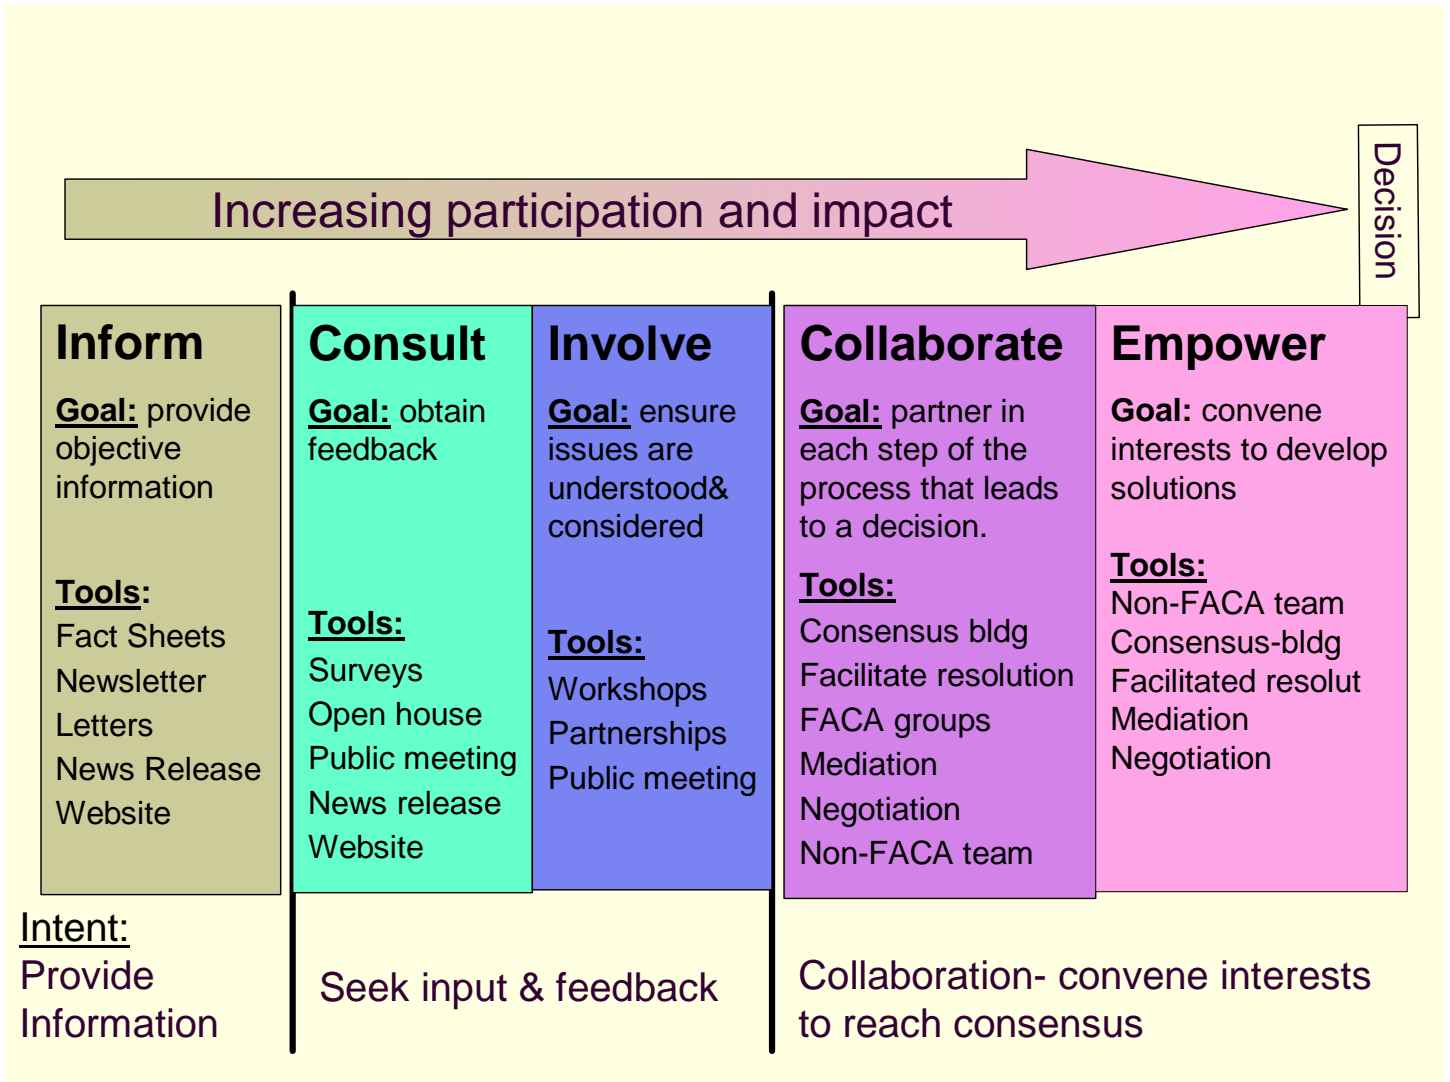 Increasing participation and impact
Decision
Inform
Goal: provide
objective
information
Tools:
Fact Sheets
Newsletter
Letters
News Release
Website
Consult
Goal: obtain
feedback
Tools:
Surveys
Open house
Public meeting
News release
Website
Involve
Goal: ensure
issues are
understood&
considered
Tools:
Workshops
Partnerships
Public meeting
Collaborate
Goal: partner in
each step of the
process that leads
to a decision.
Tools:
Consensus bldg
Facilitate resolution
FACA groups
Mediation
Negotiation
Non-FACA team
Empower
Goal: convene
interests to develop
solutions
Tools:
Non-FACA team
Consensus-bldg
Facilitated resolut
Mediation
Negotiation
Intent:
Provide
Information
Seek input & feedback
Collaboration- convene interests
to reach consensus